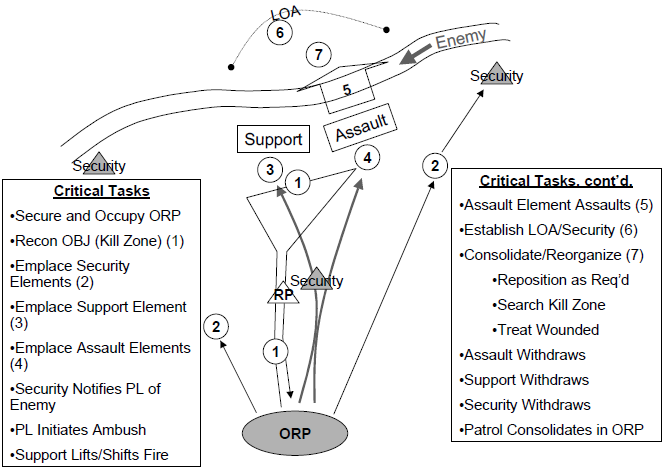 LOA
6
7
Enemy
Security
5
Support
Assault
Security
3
1
4
2
Critical Tasks
•Secure and Occupy ORP
•Recon OBJ (Kill Zone) (1)
•Emplace Security
Elements (2)
•Emplace Support Element
(3)
•Emplace Assault Elements
(4)
•Security Notifies PL of
Enemy
•PL Initiates Ambush
•Support Lifts/Shifts Fire
Security
RP
2
1
ORP
Critical Tasks, cont’d.
•Assault Element Assaults (5)
•Establish LOA/Security (6)
•Consolidate/Reorganize (7)
•Reposition as Req’d
•Search Kill Zone
•Treat Wounded
•Assault Withdraws
•Support Withdraws
•Security Withdraws
•Patrol Consolidates in ORP